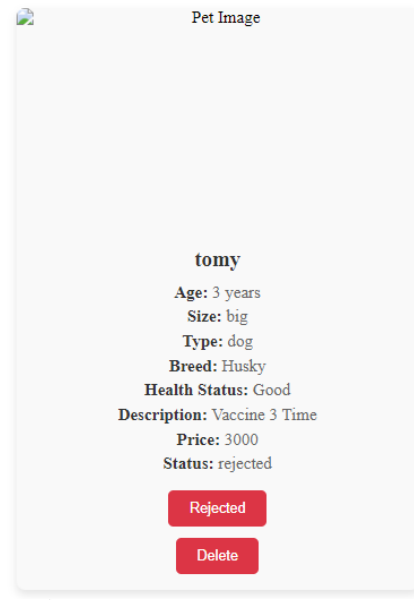 Pet Image
tomy
Age: 3 years
Size: big
Type: dog
Breed: Husky
Health Status: Good
Description: Vaccine 3 Time
Price: 3000
Status: rejected
Rejected
Delete